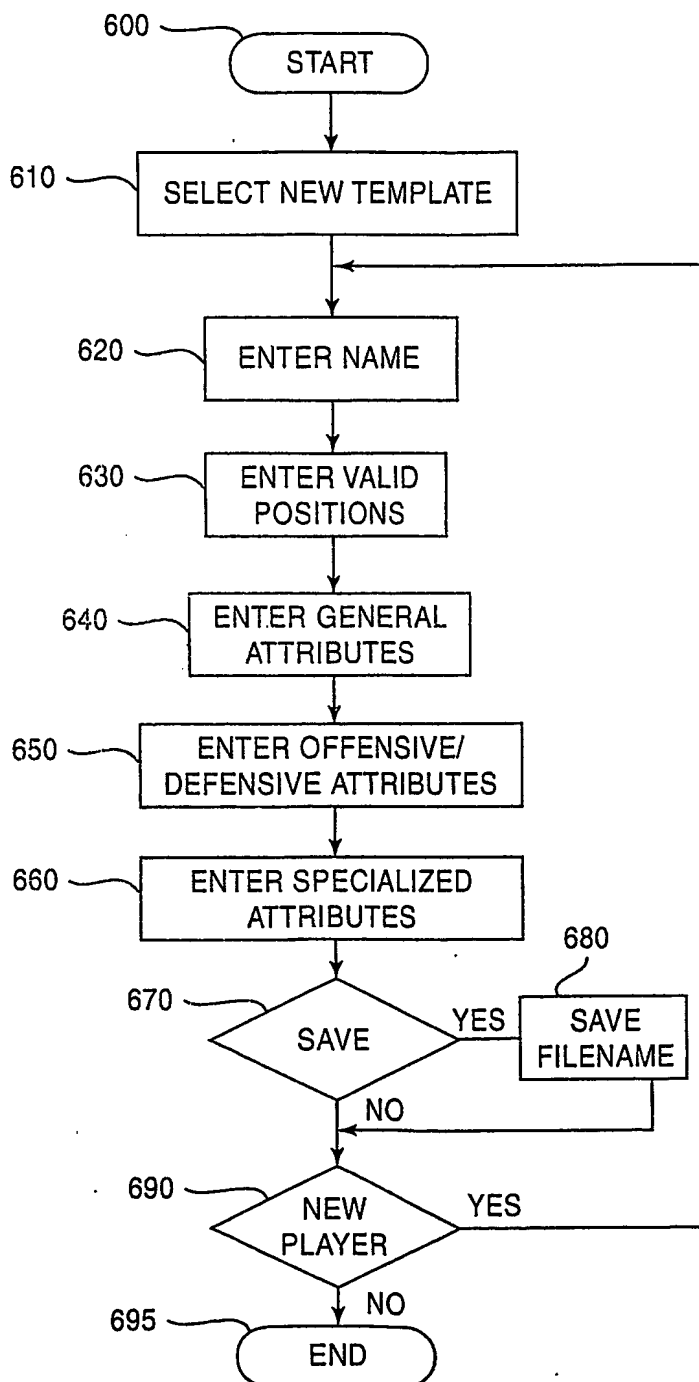 600
START
610
SELECT NEW TEMPLATE
620
ENTER NAME
630
ENTER VALID
POSITIONS
640
ENTER GENERAL
ATTRIBUTES
650
ENTER OFFENSIVE/
DEFENSIVE ATTRIBUTES
660
ENTER SPECIALIZED
ATTRIBUTES
670
SAVE
YES
680
SAVE
FILENAME
NO
690
NEW
PLAYER
YES
NO
695
END